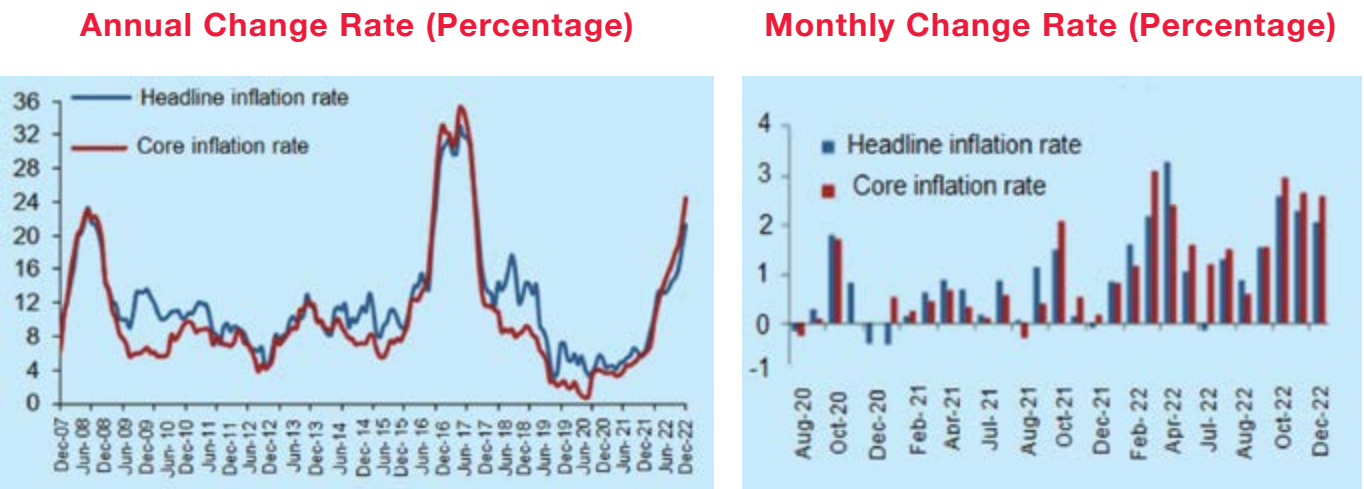 Annual Change Rate (Percentage)
36
32
28
24
20
16
12
8
4
0
Headline inflation rate
Core inflation rate
Dec-07
Jun- 08
Dec-08
Jun- 09
Dec-09
Jun- 10
Dec-10
Jun-11
Dec-11
Jun-12
Dec-12
Jun-13
Dec-13
Jun-14
Dec- 14
Jun- 15
Dec- 15
Jun- 16
Dec-16
Jun- 17
Dec-17
Jun- 18
Dec- 18
Jun- 19
Dec- 19
Jun- 20
Dec-20
Jun- 21
Dec-21
Jun- 22
Dec-22
Monthly Change Rate (Percentage)
4
3
2
1
0
-1
Headline inflation rate
Core inflation rate
Aug-20
Oct-20
Dec-20
Feb- 21
Apr-21
Jul- 21
Aug-21
Oct-21
Dec-21
Feb- 22
Apr-22
Jul- 22
Aug-22
Oct-22
Dec-22